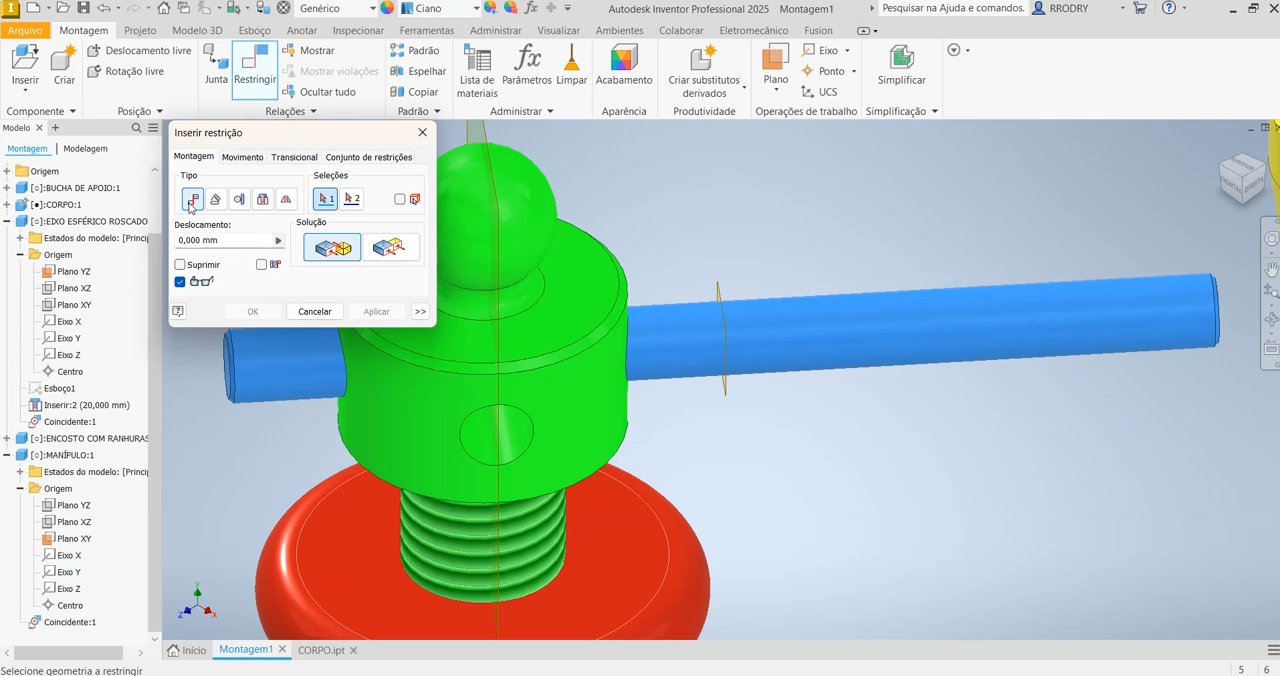 Genérico
Ciano
Autodesk Inventor Professional 2025 Montagem1
Pesquisar na Ajuda e comandos.
RRODRY
Arquivo
Montagem
Projeto
Modelo 3D
Esboço
Anotar
Inspecionar
Ferramentas
Administrar
Visualizar
Ambientes
Colaborar
Eletromecânico
Fusion
Inserir
Criar
Deslocamento livre
Rotação livre
Junta
Restringir
Mostrar
Mostrar violações
Ocultar tudo
Padrão
Espelhar
Copiar
Lista de
materiais
Parâmetros
Limpar
Acabamento
Criar substitutos
derivados
Plano
Eixo
Ponto
UCS
Simplificar
Componente
Posição
Relações
Padrão
Administrar
Aparência
Produtividade
Operações de trabalho
Simplificação
Modelo
Montagem
Modelagem
Origem
[○]:BUCHA DE APOIO:1
[●]:CORPO:1
[○]:EIXO ESFÉRICO ROSCADO
Estados do modelo: [Princip
Origem
Plano YZ
Plano XZ
Plano XY
Eixo X
Eixo Y
Eixo Z
Centro
Esboço1
Inserir:2 (20,000 mm)
Coincidente:1
[○]:ENCOSTO COM RANHURAS
[○]:MANÍPULO:1
Estados do modelo: [Princip
Origem
Plano YZ
Plano XZ
Plano XY
Eixo X
Eixo Y
Eixo Z
Centro
Coincidente:1
Inserir restrição
Montagem
Movimento
Transicional
Conjunto de restrições
Tipo
Seleções
1
2
Deslocamento:
0,000 mm
Solução
Suprimir
OK
Cancelar
Aplicar
>>
FRONTAL
DIREITA
Y
Z
X
Início
Montagem1
CORPO.ipt
Selecione geometria a restringir
5
6